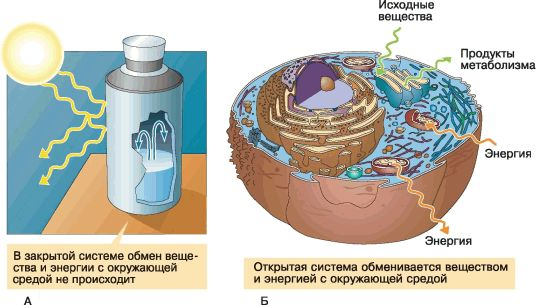 Исходные
вещества
Продукты
метаболизма
Энергия
Энергия
В закрытой системе обмен веще-
ства и энергии с окружающей
средой не происходит
Открытая система обменивается веществом
и энергией с окружающей средой
А
Б